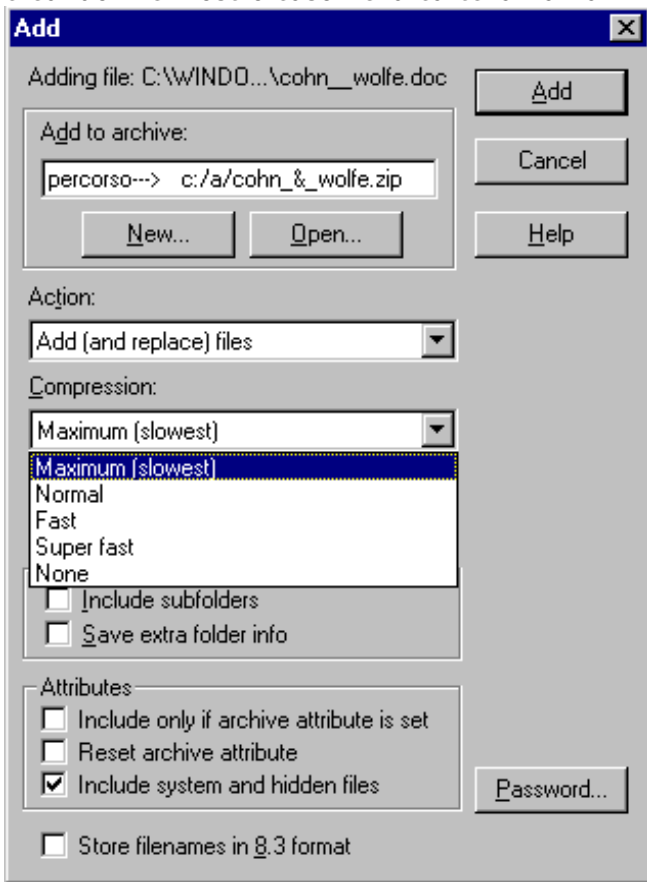 Add
Adding file: C:\WINDO...\cohn__wolfe.doc
Add
Add to archive:
percorso---> c:/a/cohn_&_wolfe.zip
Cancel
New...
Open...
Help
Action:
Add (and replace) files
Compression:
Maximum (slowest)
Maximum (slowest)
Normal
Fast
Super fast
None
Include subfolders
Save extra folder info
Attributes
Include only if archive attribute is set
Reset archive attribute
Include system and hidden files
Password...
Store filenames in 8.3 format